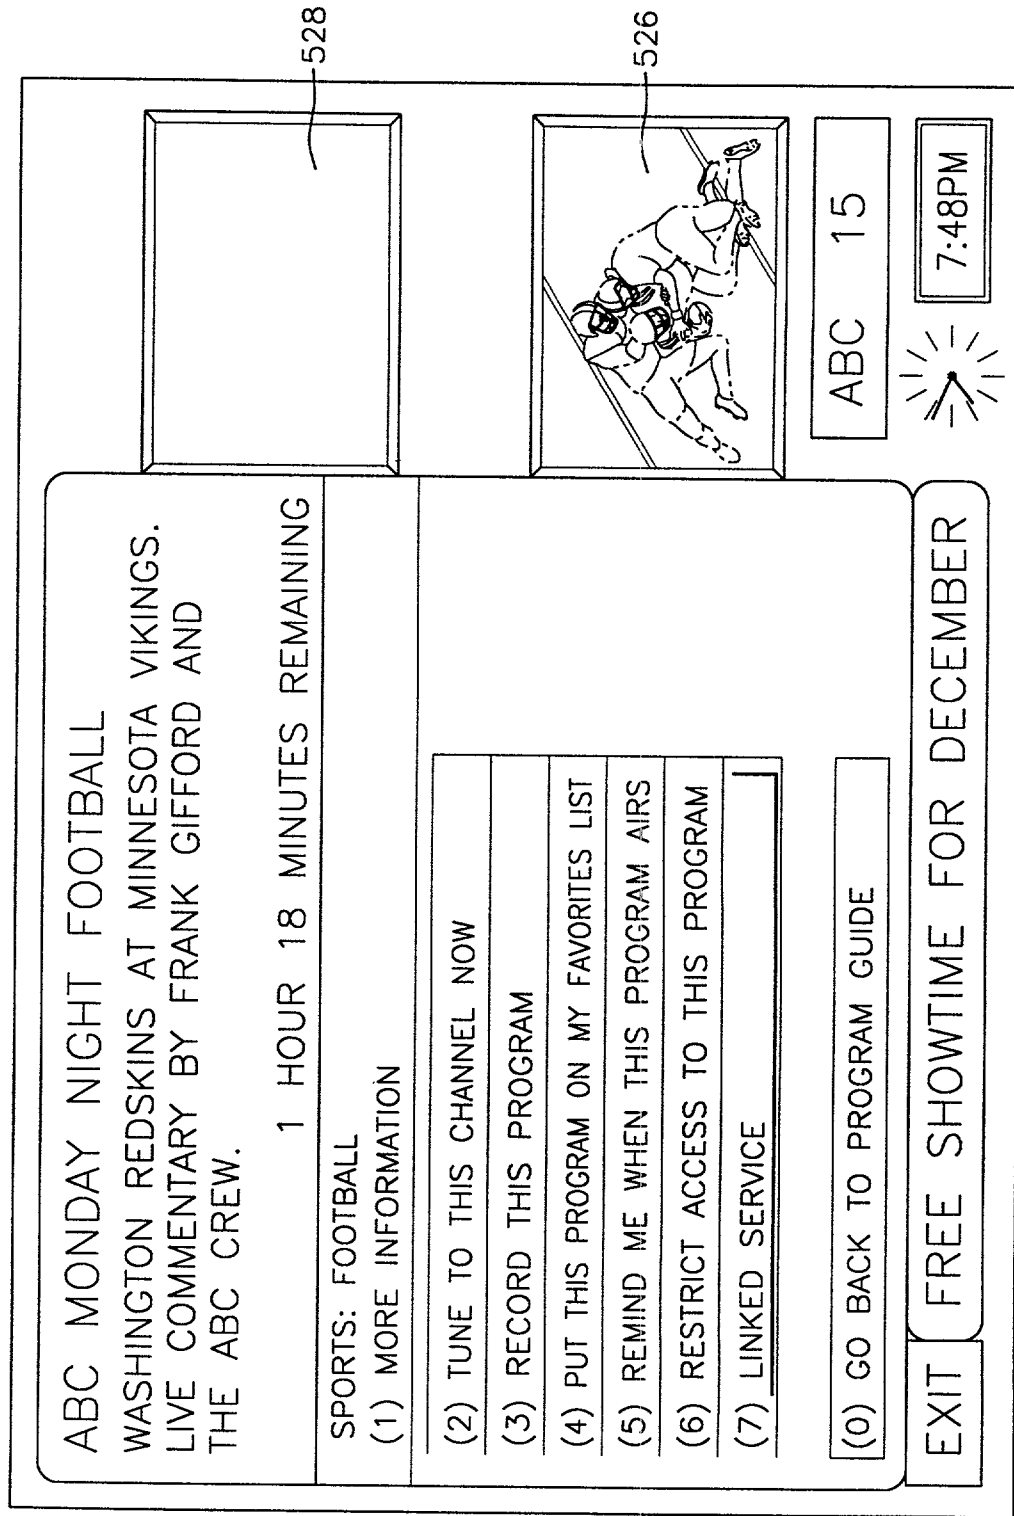 ABC MONDAY NIGHT FOOTBALL
WASHINGTON REDSKINS AT MINNESOTA VIKINGS.
LIVE COMMENTARY BY FRANK GIFFORD AND
THE ABC CREW.
1 HOUR 18 MINUTES REMAINING
SPORTS: FOOTBALL
(1) MORE INFORMATION
(2) TUNE TO THIS CHANNEL NOW
(3) RECORD THIS PROGRAM
(4) PUT THIS PROGRAM ON MY FAVORITES LIST
(5) REMIND ME WHEN THIS PROGRAM AIRS
(6) RESTRICT ACCESS TO THIS PROGRAM
(7) LINKED SERVICE
(0) GO BACK TO PROGRAM GUIDE
EXIT
FREE SHOWTIME FOR DECEMBER
528
526
ABC 15
7:48PM